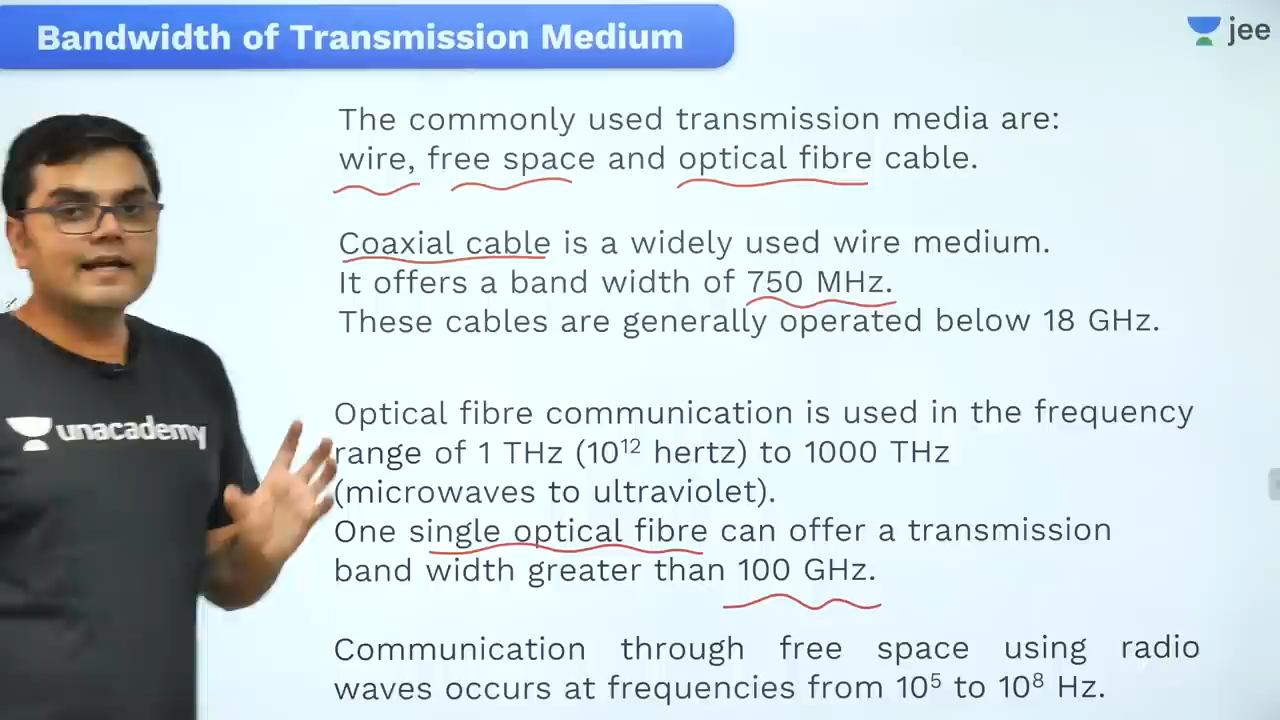 Bandwidth of Transmission Medium
jee
The commonly used transmission media are:
wire, free space and optical fibre cable.
Coaxial cable is a widely used wire medium.
It offers a band width of 750 MHz.
These cables are generally operated below 18 GHz.
Optical fibre communication is used in the frequency
range of 1 THz (10¹² hertz) to 1000 THz
(microwaves to ultraviolet).
One single optical fibre can offer a transmission
band width greater than 100 GHz.
Communication through free space using radio
waves occurs at frequencies from 10⁵ to 10⁸ Hz.
unacademy